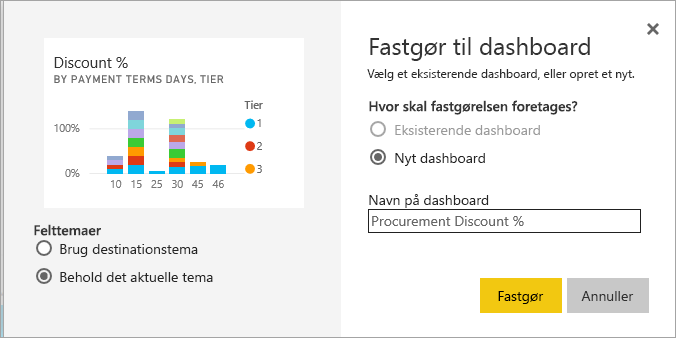 Discount %
BY PAYMENT TERMS DAYS, TIER
Tier
100%
1
2
0%
3
10 15 25 30 45 46
Felttemaer
Brug destinationstema
Behold det aktuelle tema
Fastgør til dashboard
Vælg et eksisterende dashboard, eller opret et nyt.
Hvor skal fastgørelsen foretages?
Eksisterende dashboard
Nyt dashboard
Navn på dashboard
Procurement Discount %
Fastgør
Annuller